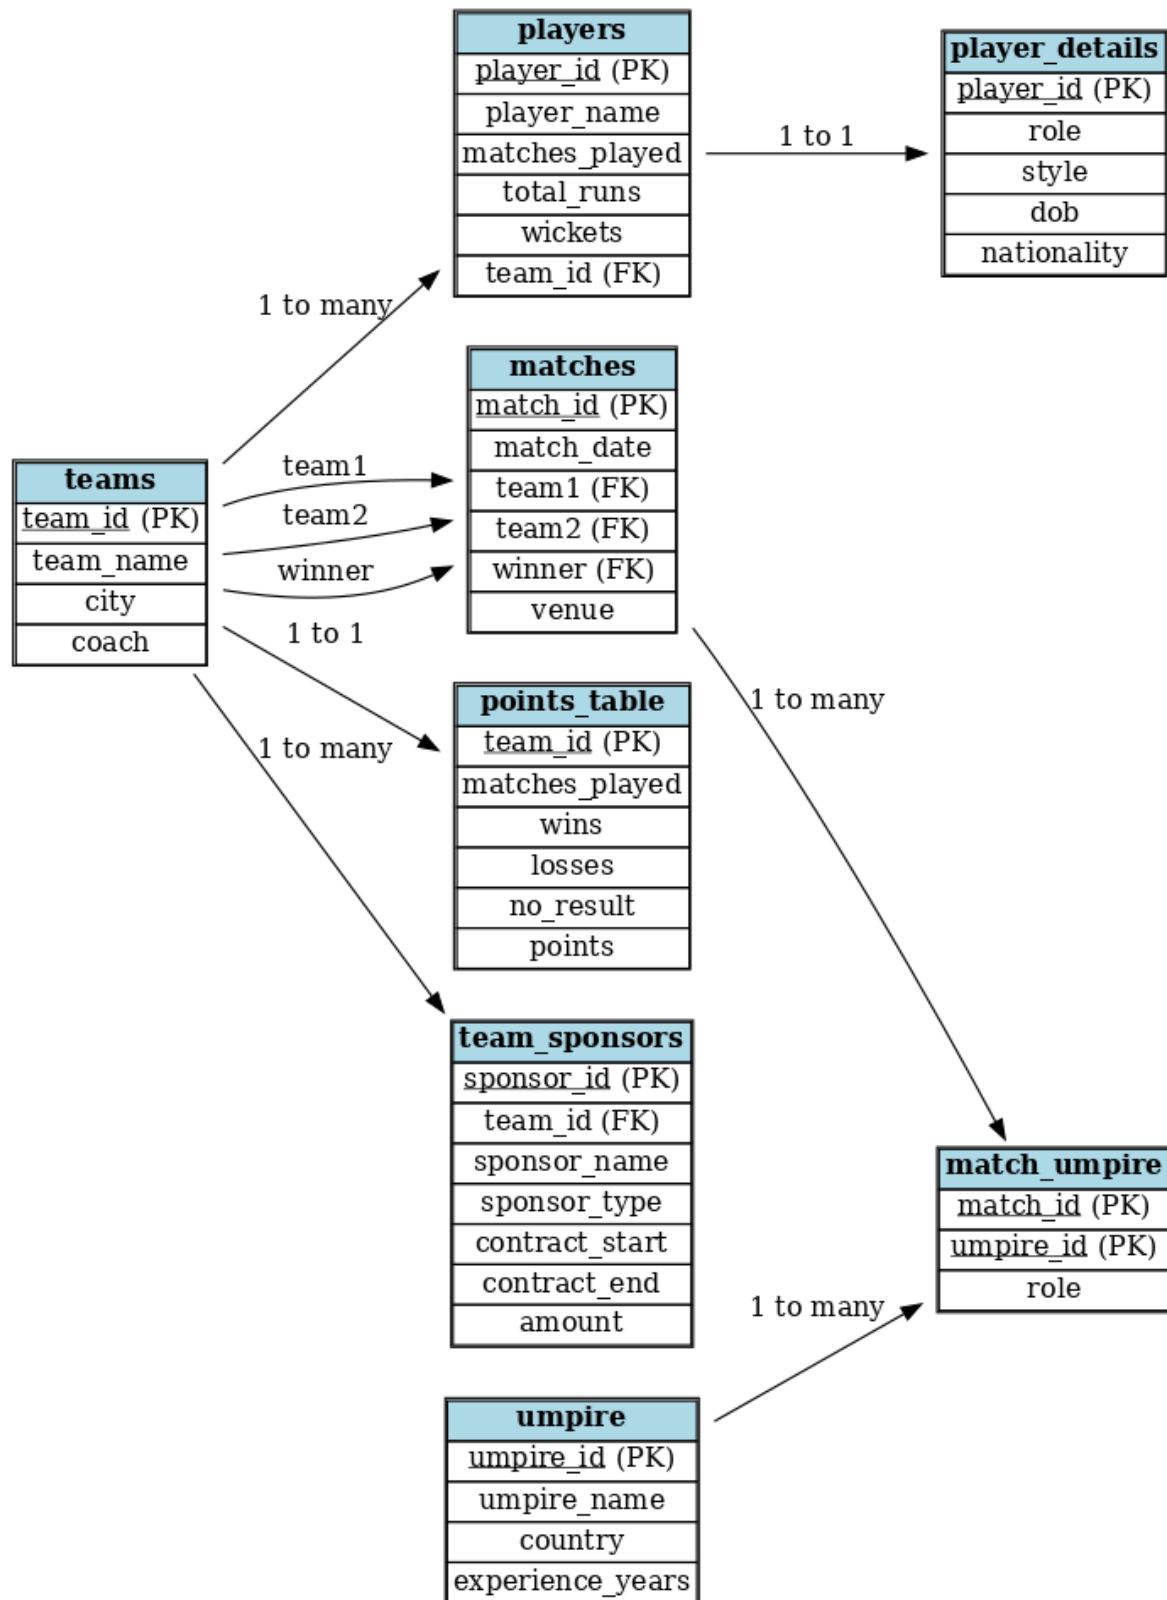 players
player_id (PK)
player_name
matches_played
total_runs
wickets
team_id (FK)
player_details
player_id (PK)
role
style
dob
nationality
1 to 1
1 to many
matches
match_id (PK)
match_date
team1 (FK)
team2 (FK)
winner (FK)
venue
teams
team_id (PK)
team_name
city
coach
team1
team2
winner
1 to 1
1 to many
1 to many
points_table
team_id (PK)
matches_played
wins
losses
no_result
points
team_sponsors
sponsor_id (PK)
team_id (FK)
sponsor_name
sponsor_type
contract_start
contract_end
amount
match_umpire
match_id (PK)
umpire_id (PK)
role
1 to many
umpire
umpire_id (PK)
umpire_name
country
experience_years